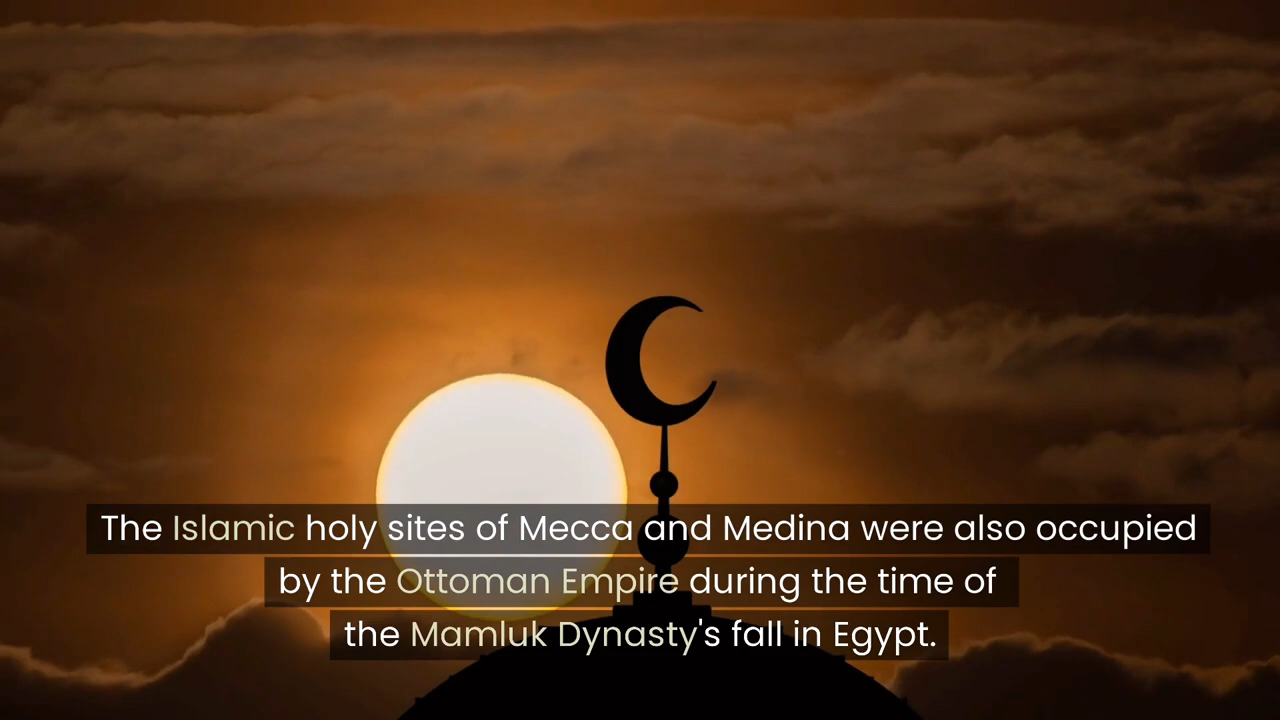 The Islamic holy sites of Mecca and Medina were also occupied
by the Ottoman Empire during the time of
the Mamluk Dynasty's fall in Egypt.